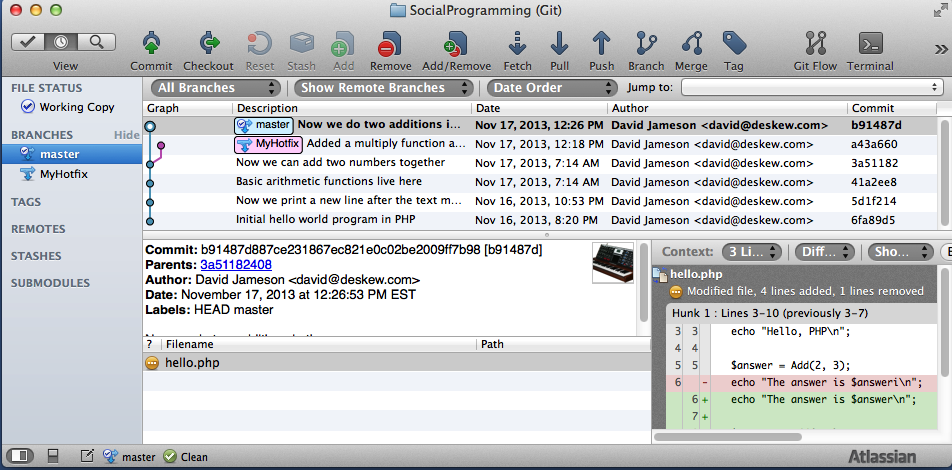 SocialProgramming (Git)
View Commit Checkout Reset Stash Add Remove Add/Remove Fetch Pull Push Branch Merge Tag Git Flow Terminal
FILE STATUS
Working Copy
BRANCHES Hide
master
MyHotfix
TAGS
REMOTES
STASHES
SUBMODULES
All Branches Show Remote Branches Date Order Jump to:
Graph Description Date Author Commit
master Now we do two additions i... Nov 17, 2013, 12:26 PM David Jameson <david@deskew.com> b91487d
MyHotfix Added a multiply function a... Nov 17, 2013, 12:18 PM David Jameson <david@deskew.com> a43a660
Now we can add two numbers together Nov 17, 2013, 7:14 AM David Jameson <david@deskew.com> 3a51182
Basic arithmetic functions live here Nov 17, 2013, 7:14 AM David Jameson <david@deskew.com> 41a2ee8
Now we print a new line after the text m... Nov 16, 2013, 10:53 PM David Jameson <david@deskew.com> 5d1f214
Initial hello world program in PHP Nov 16, 2013, 8:20 PM David Jameson <david@deskew.com> 6fa89d5
Commit: b91487d887ce231867ec821e0c02be2009ff7b98 [b91487d]
Parents: 3a51182408
Author: David Jameson <david@deskew.com>
Date: November 17, 2013 at 12:26:53 PM EST
Labels: HEAD master
? Filename Path
hello.php
Context: 3 Li... Diff... Sho...
hello.php
Modified file, 4 lines added, 1 lines removed
Hunk 1 : Lines 3-10 (previously 3-7)
3 3 echo "Hello, PHP\n";
4 4
5 5 $answer = Add(2, 3);
6 - echo "The answer is $answeri\n";
6 + echo "The answer is $answer\n";
7 +
master Clean
Atlassian